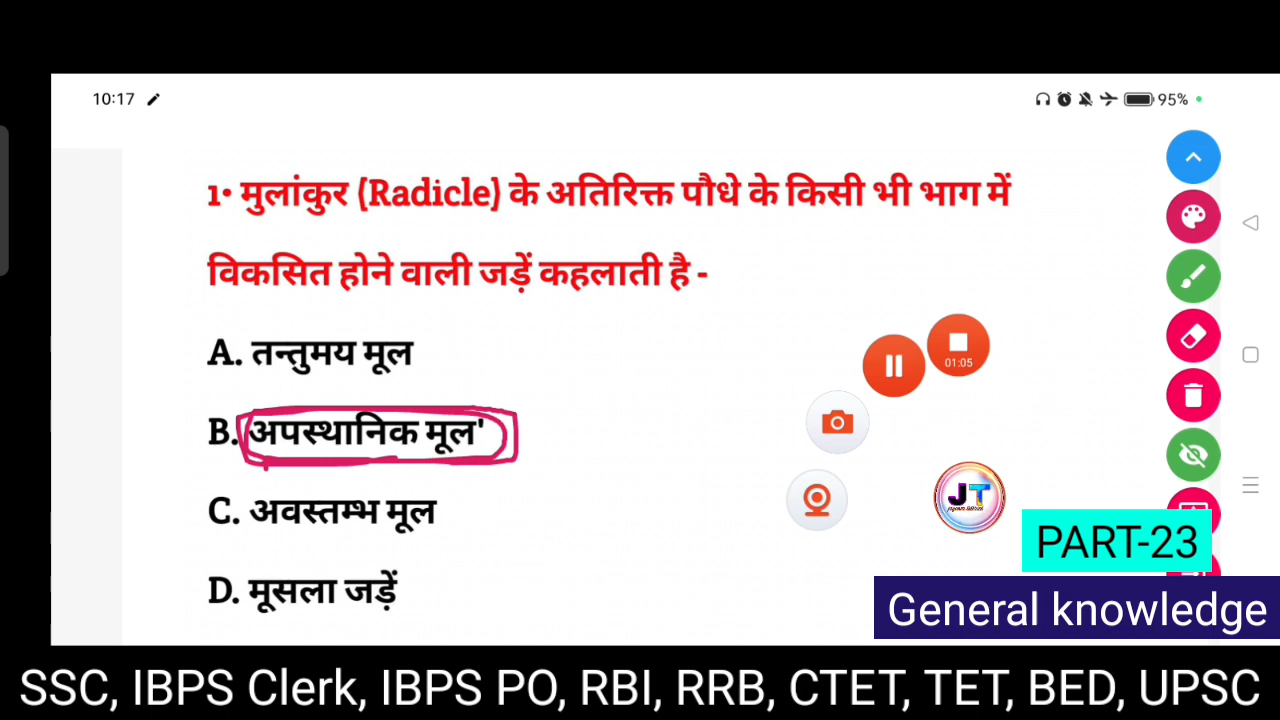 10:17
95%
1• मुलांकुर (Radicle) के अतिरिक्त पौधे के किसी भी भाग में
विकसित होने वाली जड़ें कहलाती है -
A. तन्तुमय मूल
B. अपस्थानिक मूल'
C. अवस्तम्भ मूल
D. मूसला जड़ें
01:05
JT
PART-23
General knowledge
SSC, IBPS Clerk, IBPS PO, RBI, RRB, CTET, TET, BED, UPSC